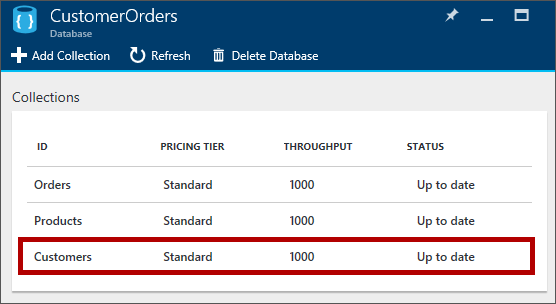 CustomerOrders
Database
Add Collection Refresh Delete Database
Collections
ID PRICING TIER THROUGHPUT STATUS
Orders Standard 1000 Up to date
Products Standard 1000 Up to date
Customers Standard 1000 Up to date